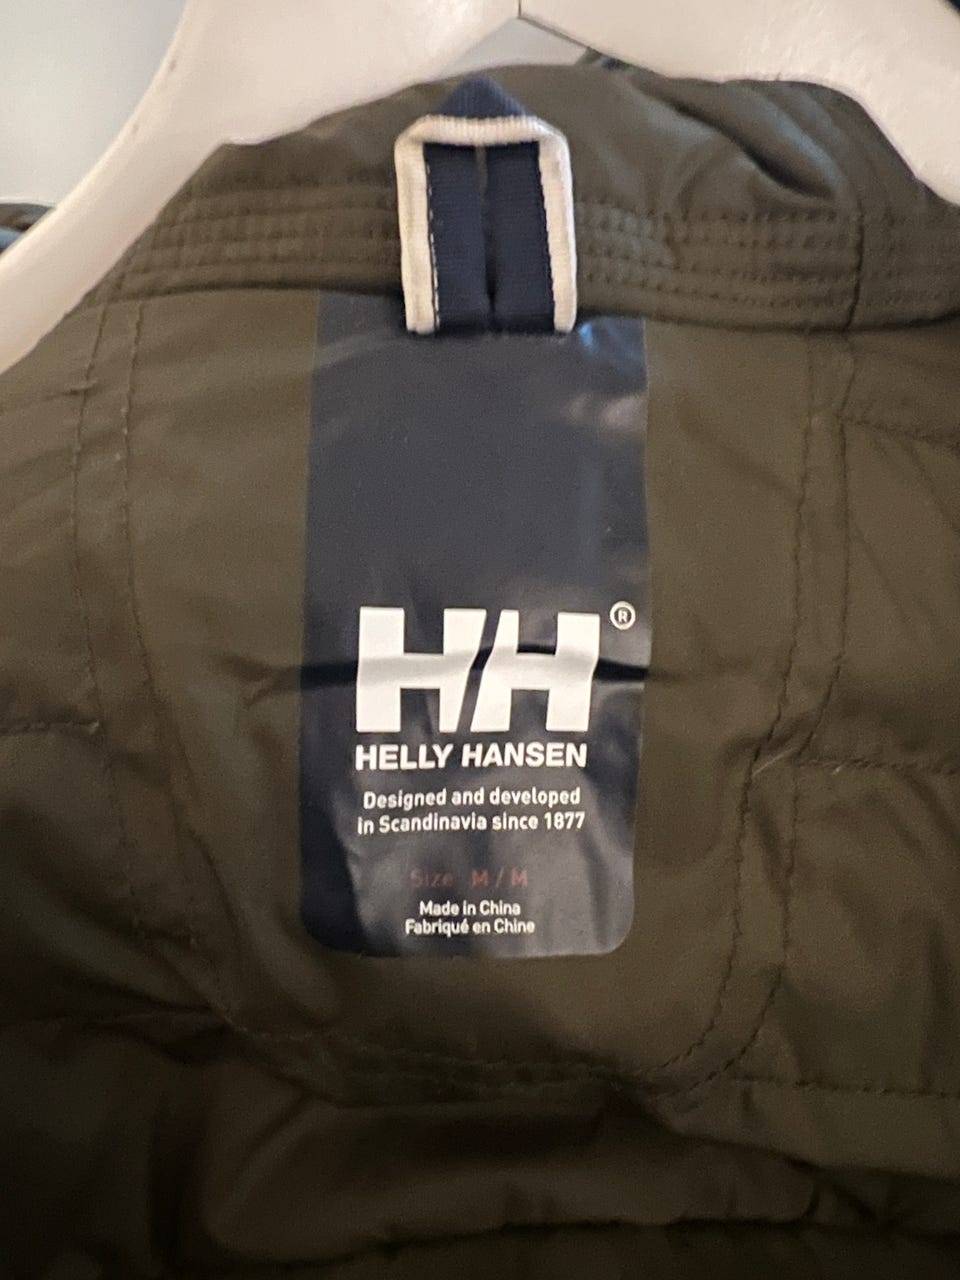 HH®
HELLY HANSEN
Designed and developed
in Scandinavia since 1877
Size M / M
Made in China
Fabriqué en Chine